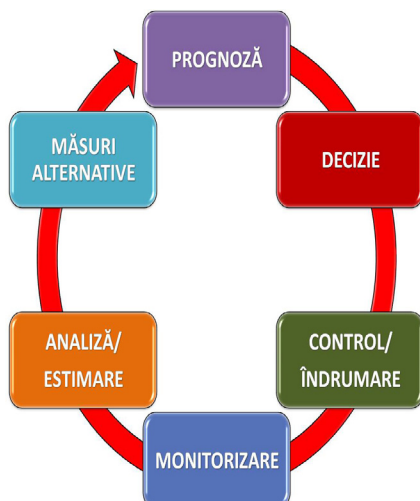 PROGNOZĂ
DECIZIE
CONTROL/
ÎNDRUMARE
MONITORIZARE
ANALIZĂ/
ESTIMARE
MĂSURI
ALTERNATIVE